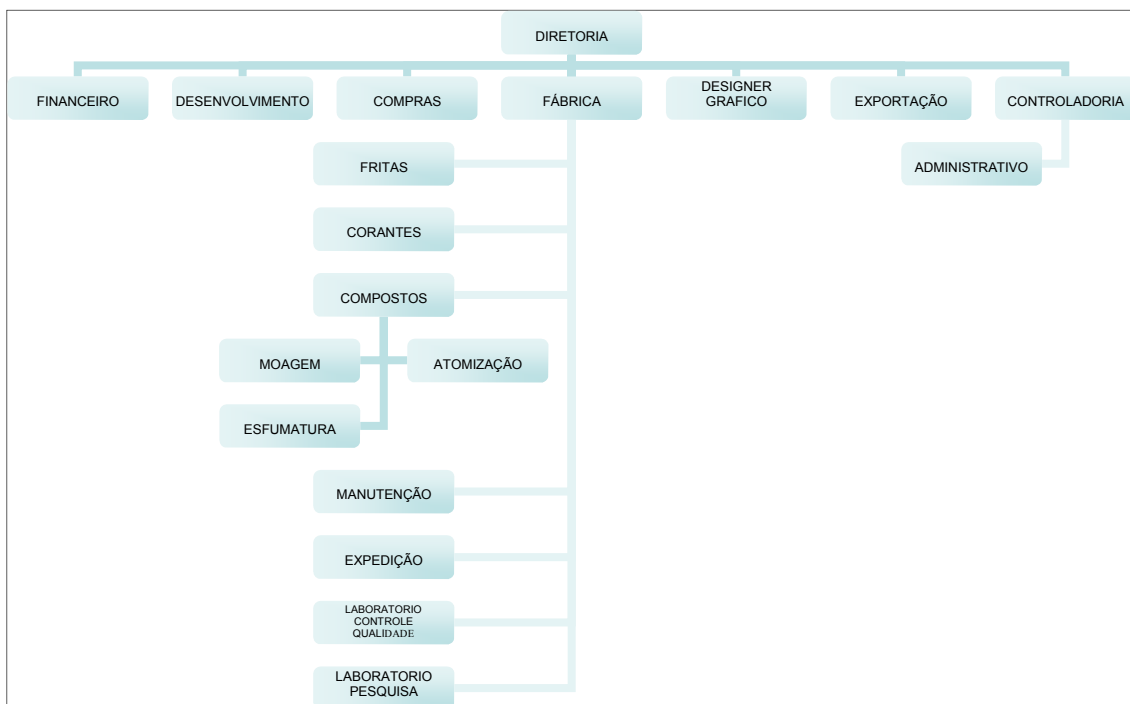 DIRETORIA
FINANCEIRO
DESENVOLVIMENTO
COMPRAS
FÁBRICA
DESIGNER
GRAFICO
EXPORTAÇÃO
CONTROLADORIA
FRITAS
ADMINISTRATIVO
CORANTES
COMPOSTOS
MOAGEM
ATOMIZAÇÃO
ESFUMATURA
MANUTENÇÃO
EXPEDIÇÃO
LABORATORIO
CONTROLE
QUALIDADE
LABORATORIO
PESQUISA